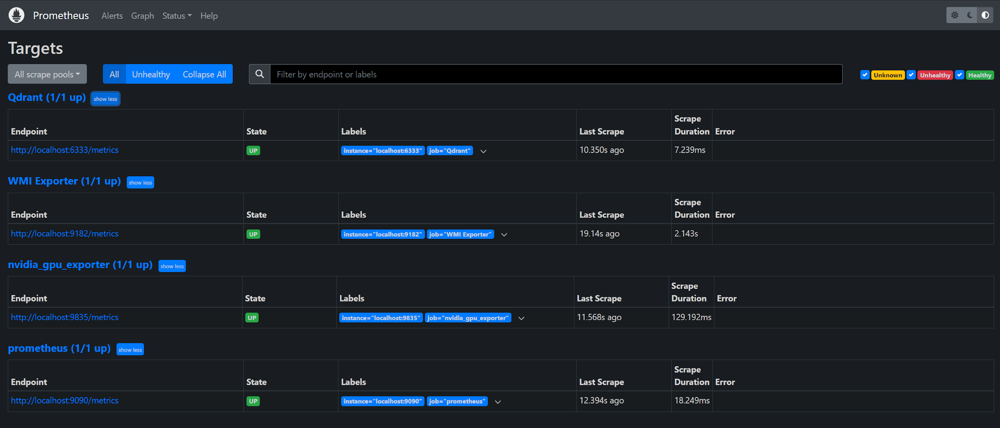 Prometheus Alerts Graph Status Help
Targets
All scrape pools All Unhealthy Collapse All Filter by endpoint or labels Unknown Unhealthy Healthy
Qdrant (1/1 up) show less
Endpoint State Labels Last Scrape Scrape Duration Error
http://localhost:6333/metrics UP instance="localhost:6333" job="Qdrant" 10.350s ago 7.239ms
WMI Exporter (1/1 up) show less
Endpoint State Labels Last Scrape Scrape Duration Error
http://localhost:9182/metrics UP instance="localhost:9182" job="WMI Exporter" 19.14s ago 2.143s
nvidia_gpu_exporter (1/1 up) show less
Endpoint State Labels Last Scrape Scrape Duration Error
http://localhost:9835/metrics UP instance="localhost:9835" job="nvidia_gpu_exporter" 11.568s ago 129.192ms
prometheus (1/1 up) show less
Endpoint State Labels Last Scrape Scrape Duration Error
http://localhost:9090/metrics UP instance="localhost:9090" job="prometheus" 12.394s ago 18.249ms